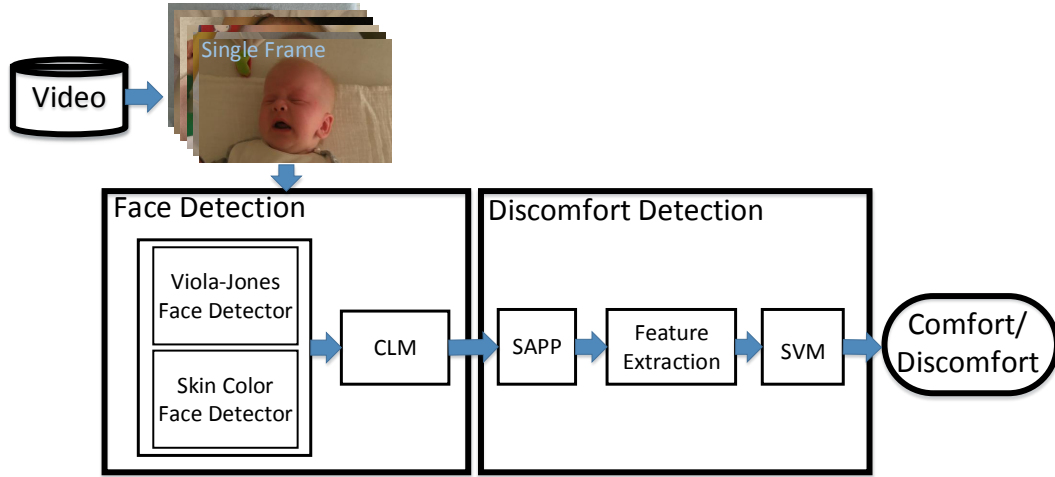 Single Frame
Video
Face Detection
Viola-Jones
Face Detector
Skin Color
Face Detector
CLM
Discomfort Detection
SAPP
Feature
Extraction
SVM
Comfort/
Discomfort